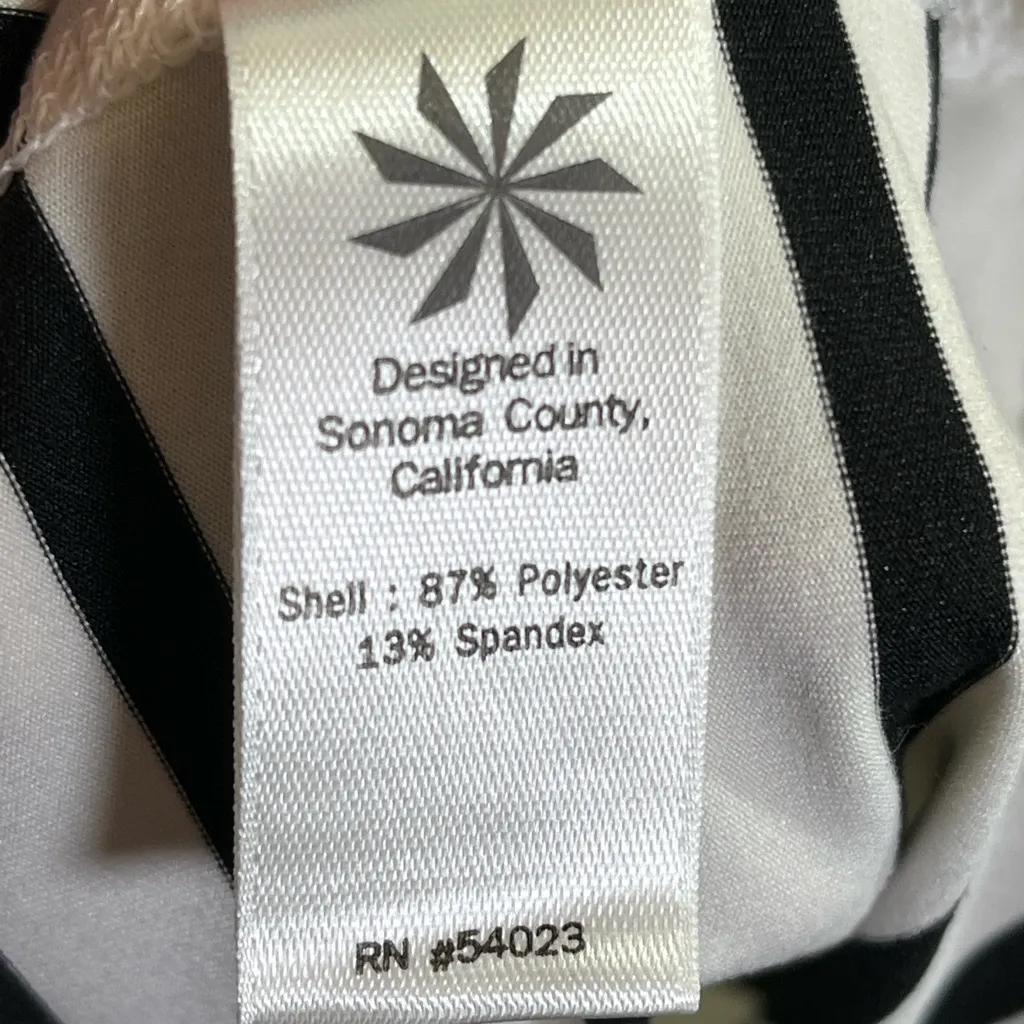 Designed in
Sonoma County,
California
Shell : 87% Polyester
13% Spandex
RN #54023